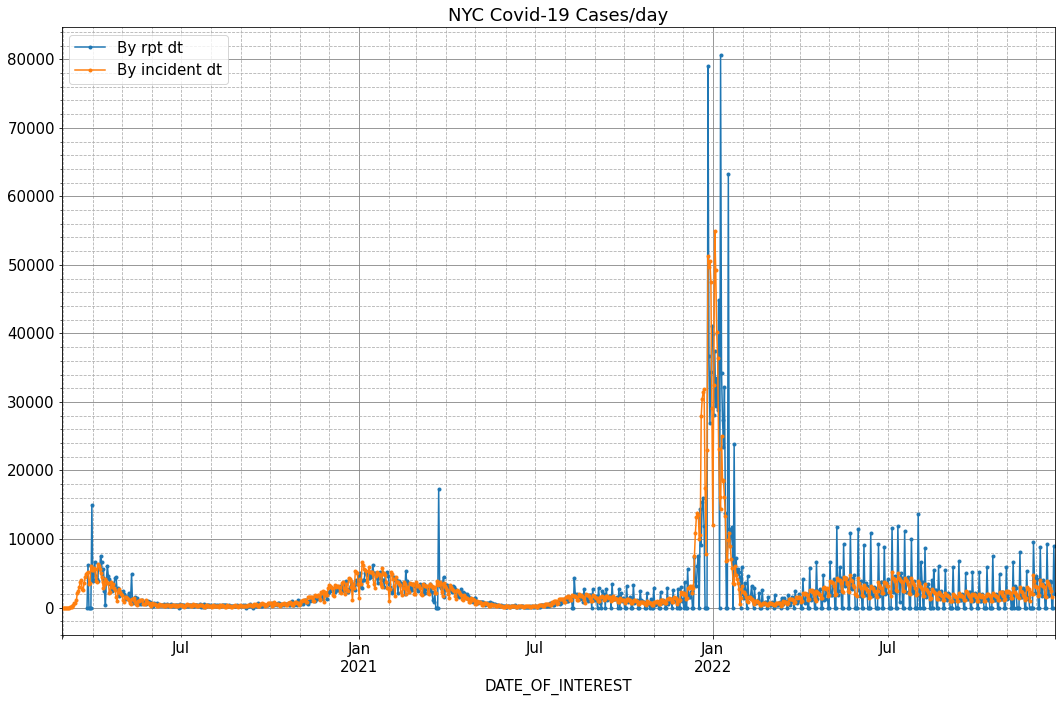 NYC Covid-19 Cases/day
By rpt dt
By incident dt
80000
70000
60000
50000
40000
30000
20000
10000
0
Jul Jan Jul Jan Jul
2021 2022
DATE_OF_INTEREST